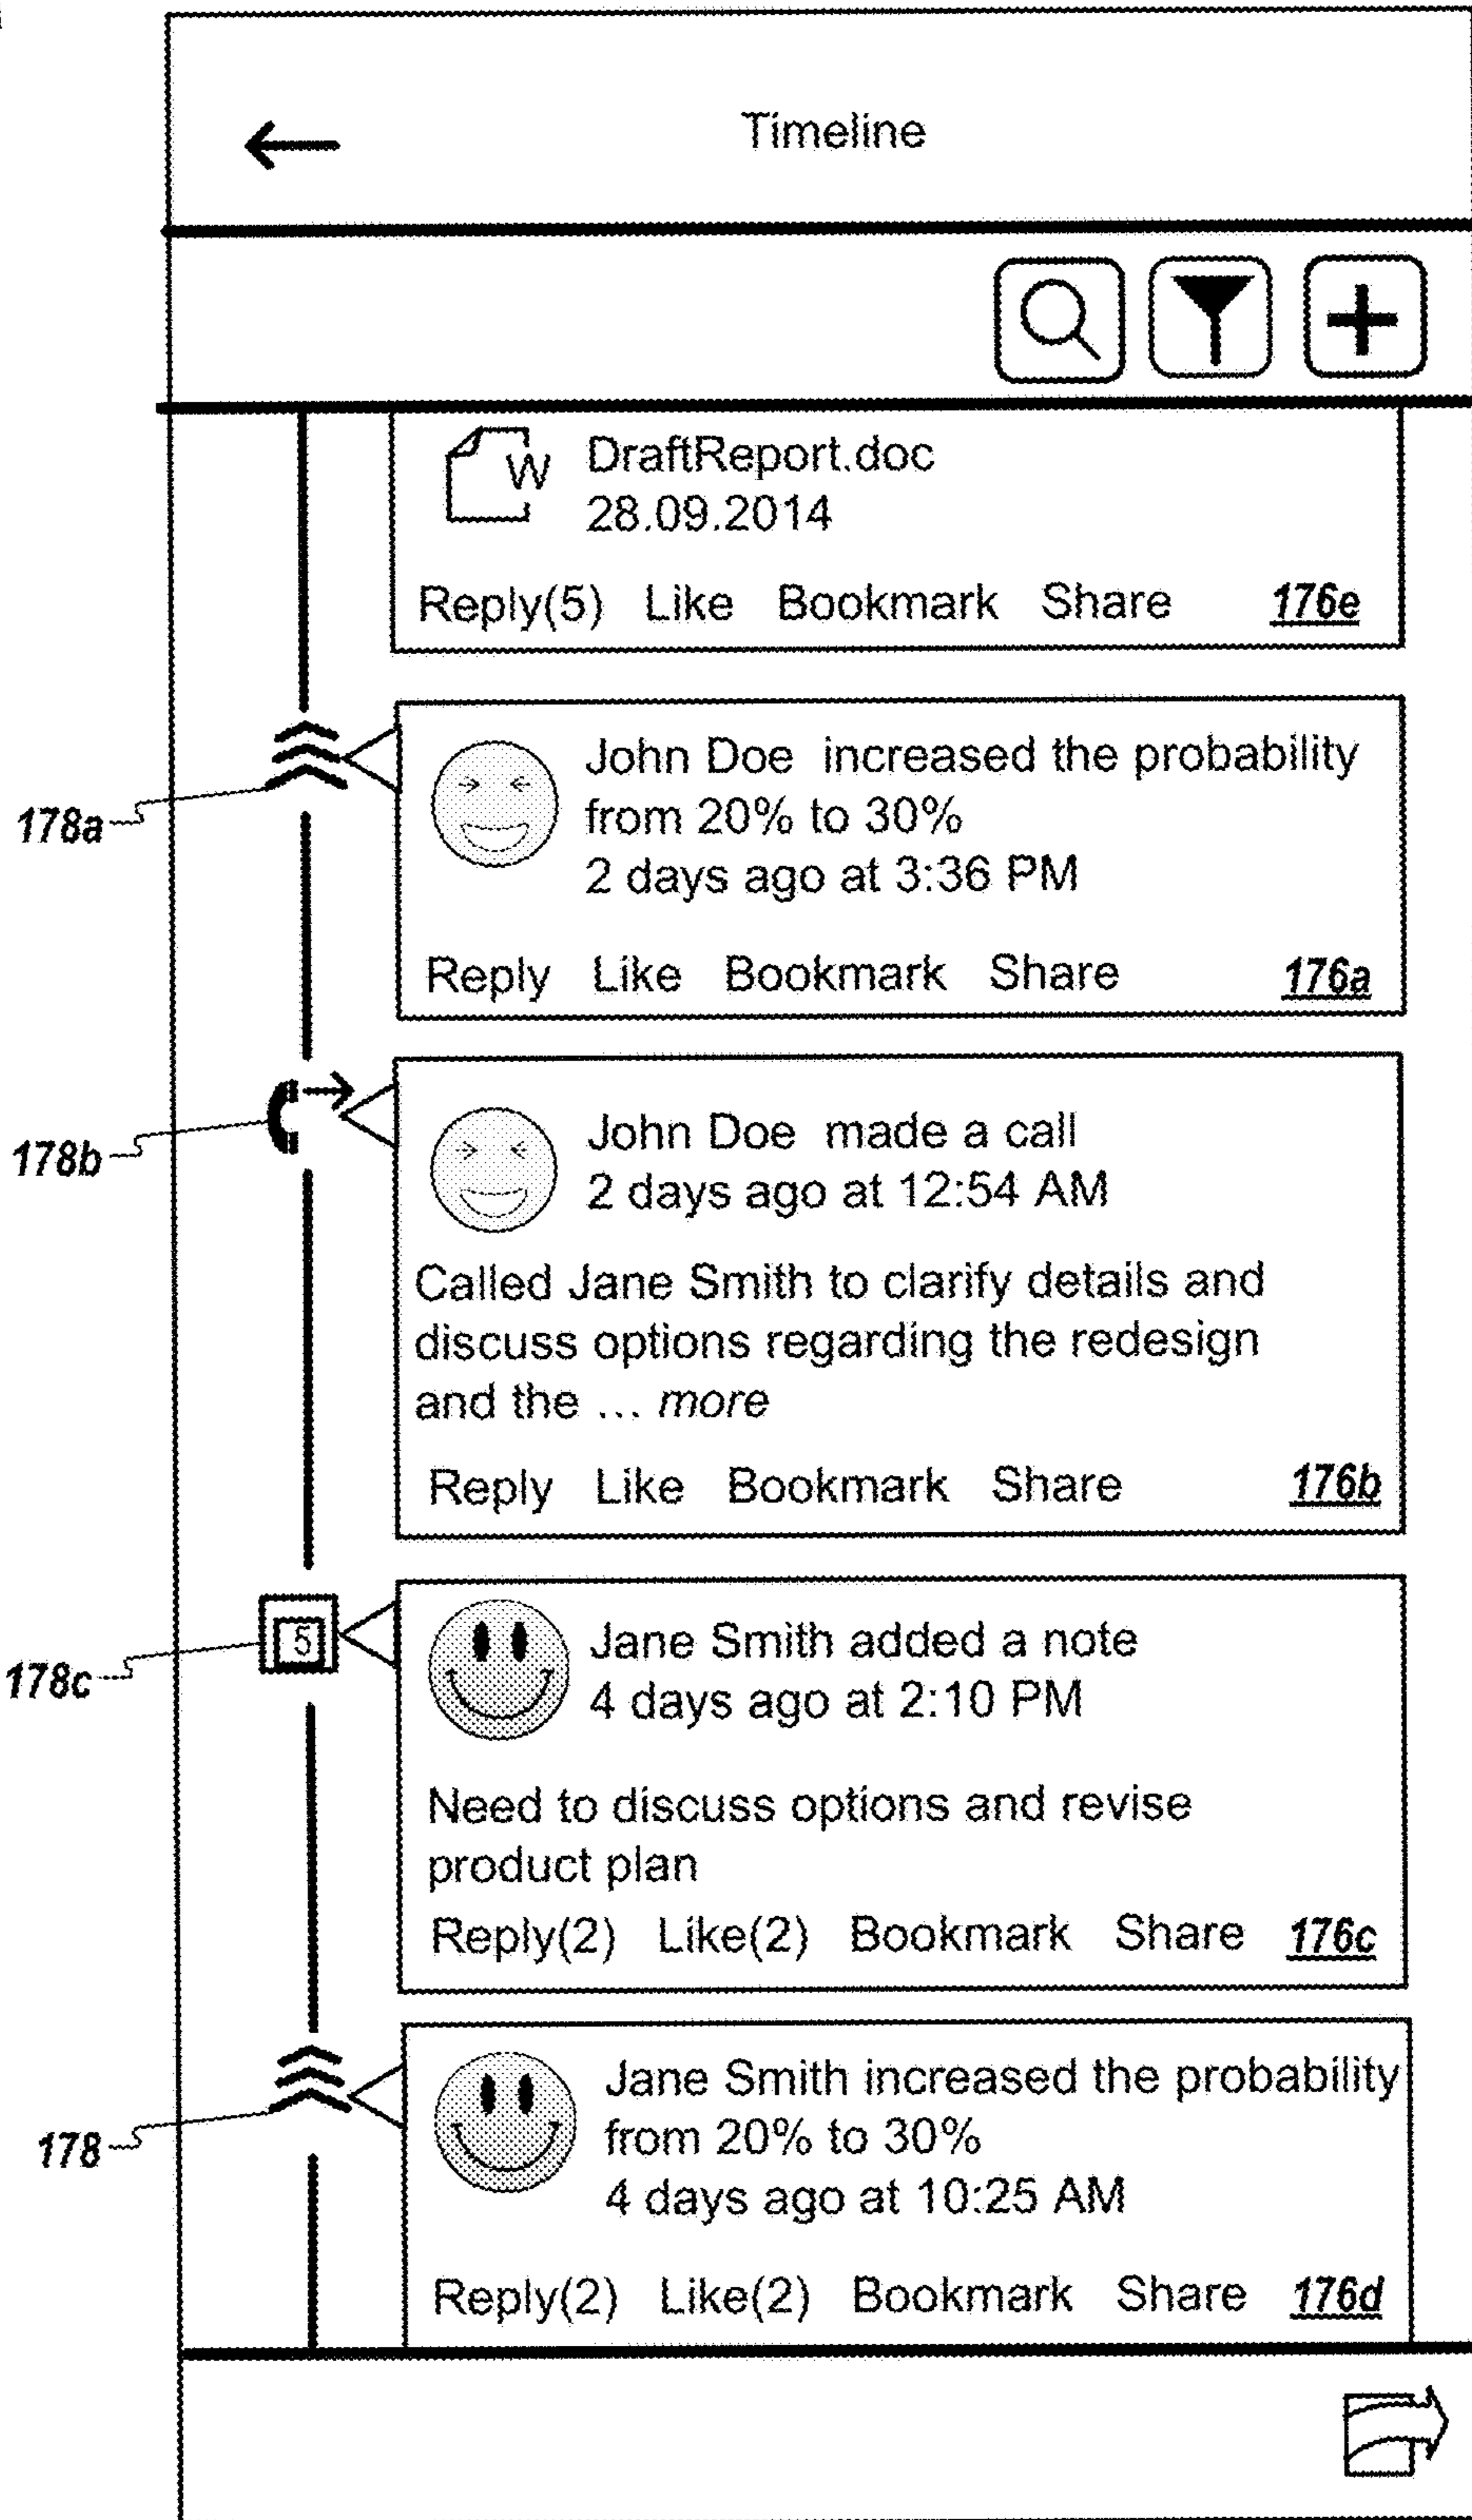 Timeline
W
DraftReport.doc
28.09.2014
Reply(5) Like Bookmark Share 176e
John Doe increased the probability
from 20% to 30%
2 days ago at 3:36 PM
178a
Reply Like Bookmark Share 176a
John Doe made a call
178b
2 days ago at 12:54 AM
Called Jane Smith to clarify details and
discuss options regarding the redesign
and the ... more
Reply Like Bookmark Share 176b
5
Jane Smith added a note
178c
4 days ago at 2:10 PM
Need to discuss options and revise
product plan
Reply(2) Like(2) Bookmark Share 176c
Jane Smith increased the probability
178
from 20% to 30%
4 days ago at 10:25 AM
Reply(2) Like(2) Bookmark Share 176d